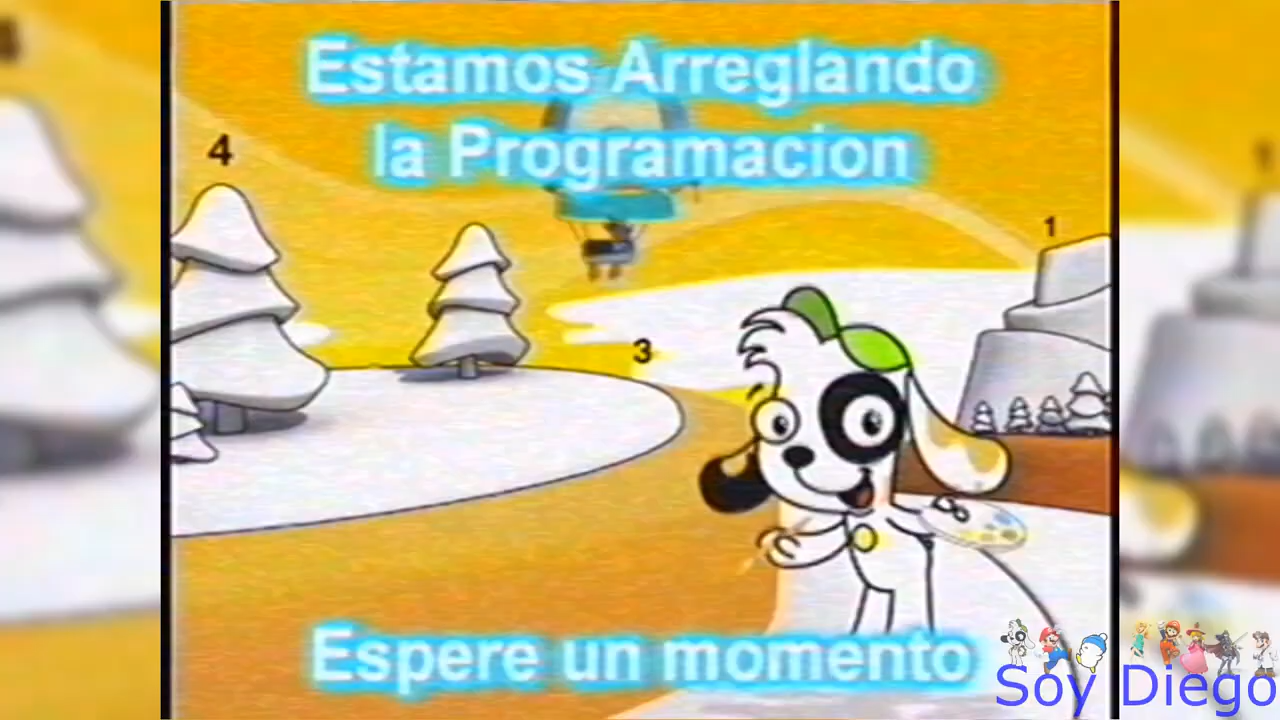 Estamos Arreglando
la Programacion
4
1
3
Espere un momento
Soy Diego